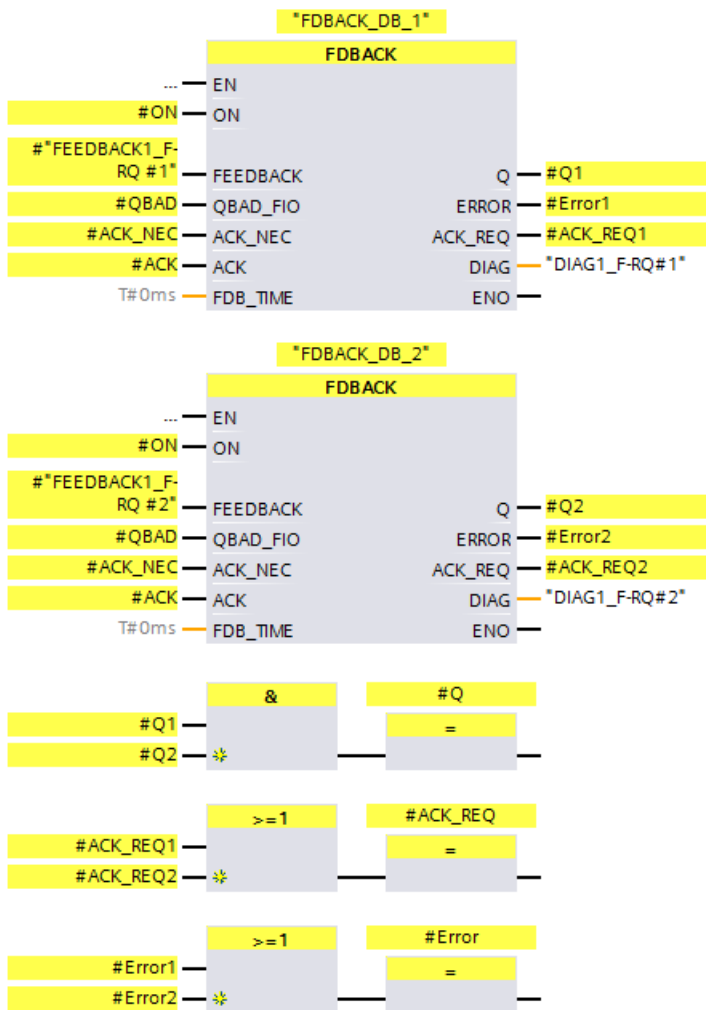 "FDBACK_DB_1"
FDBACK
... EN
#ON ON
#"FEEDBACK1_F-
RQ #1" FEEDBACK Q #Q1
#QBAD QBAD_FIO ERROR #Error1
#ACK_NEC ACK_NEC ACK_REQ #ACK_REQ1
#ACK ACK DIAG "DIAG1_F-RQ#1"
T#0ms FDB_TIME ENO
"FDBACK_DB_2"
FDBACK
... EN
#ON ON
#"FEEDBACK1_F-
RQ #2" FEEDBACK Q #Q2
#QBAD QBAD_FIO ERROR #Error2
#ACK_NEC ACK_NEC ACK_REQ #ACK_REQ2
#ACK ACK DIAG "DIAG1_F-RQ#2"
T#0ms FDB_TIME ENO
& #Q
#Q1 =
#Q2
>=1 #ACK_REQ
#ACK_REQ1 =
#ACK_REQ2
>=1 #Error
#Error1 =
#Error2